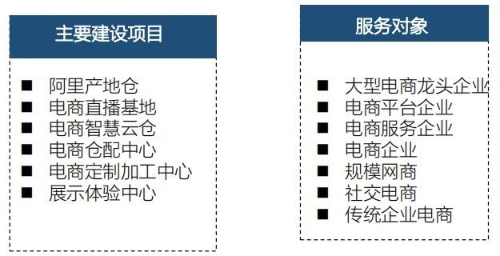 主要建设项目
■ 阿里产地仓
■ 电商直播基地
■ 电商智慧云仓
■ 电商仓配中心
■ 电商定制加工中心
■ 展示体验中心
服务对象
■ 大型电商龙头企业
■ 电商平台企业
■ 电商服务企业
■ 电商企业
■ 规模网商
■ 社交电商
■ 传统企业电商